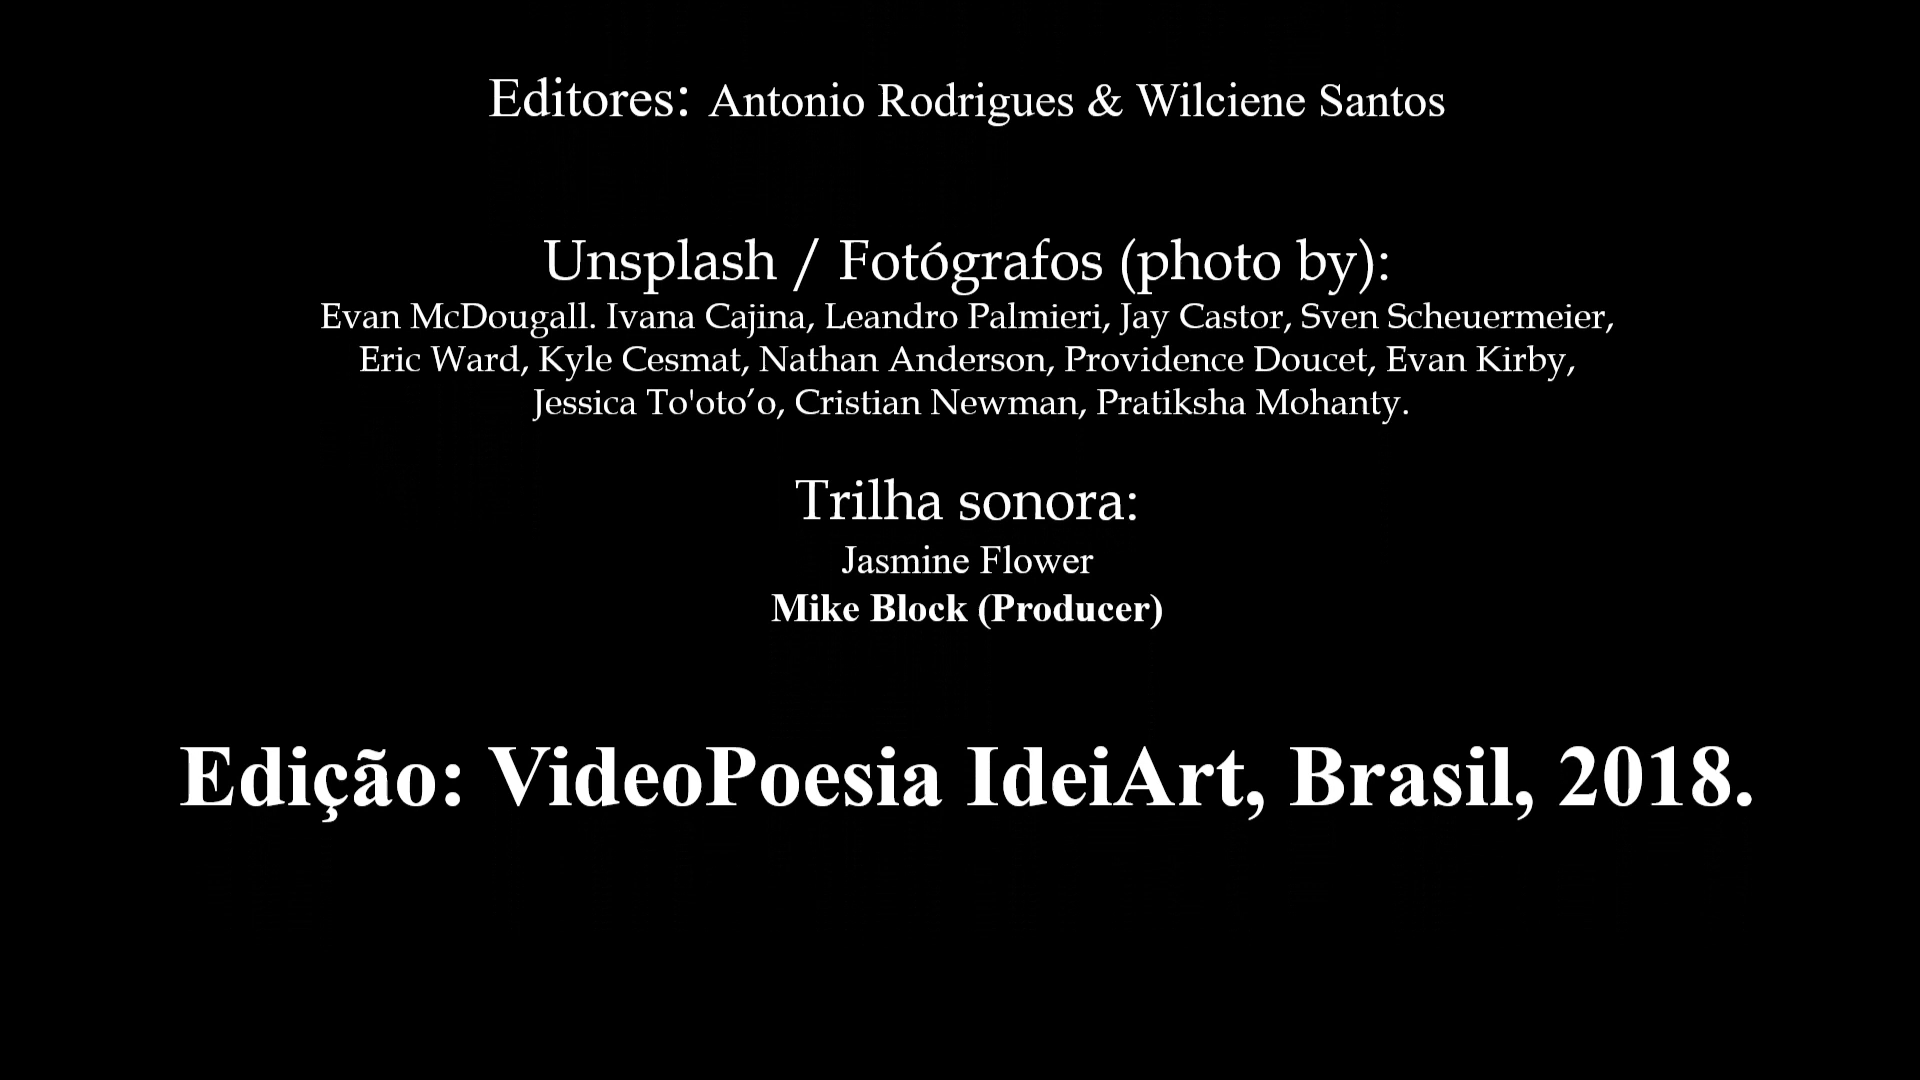 Editores: Antonio Rodrigues & Wilciene Santos
Unsplash / Fotógrafos (photo by):
Evan McDougall. Ivana Cajina, Leandro Palmieri, Jay Castor, Sven Scheuermeier,
Eric Ward, Kyle Cesmat, Nathan Anderson, Providence Doucet, Evan Kirby,
Jessica To'oto’o, Cristian Newman, Pratiksha Mohanty.
Trilha sonora:
Jasmine Flower
Mike Block (Producer)
Edição: VideoPoesia IdeiArt, Brasil, 2018.